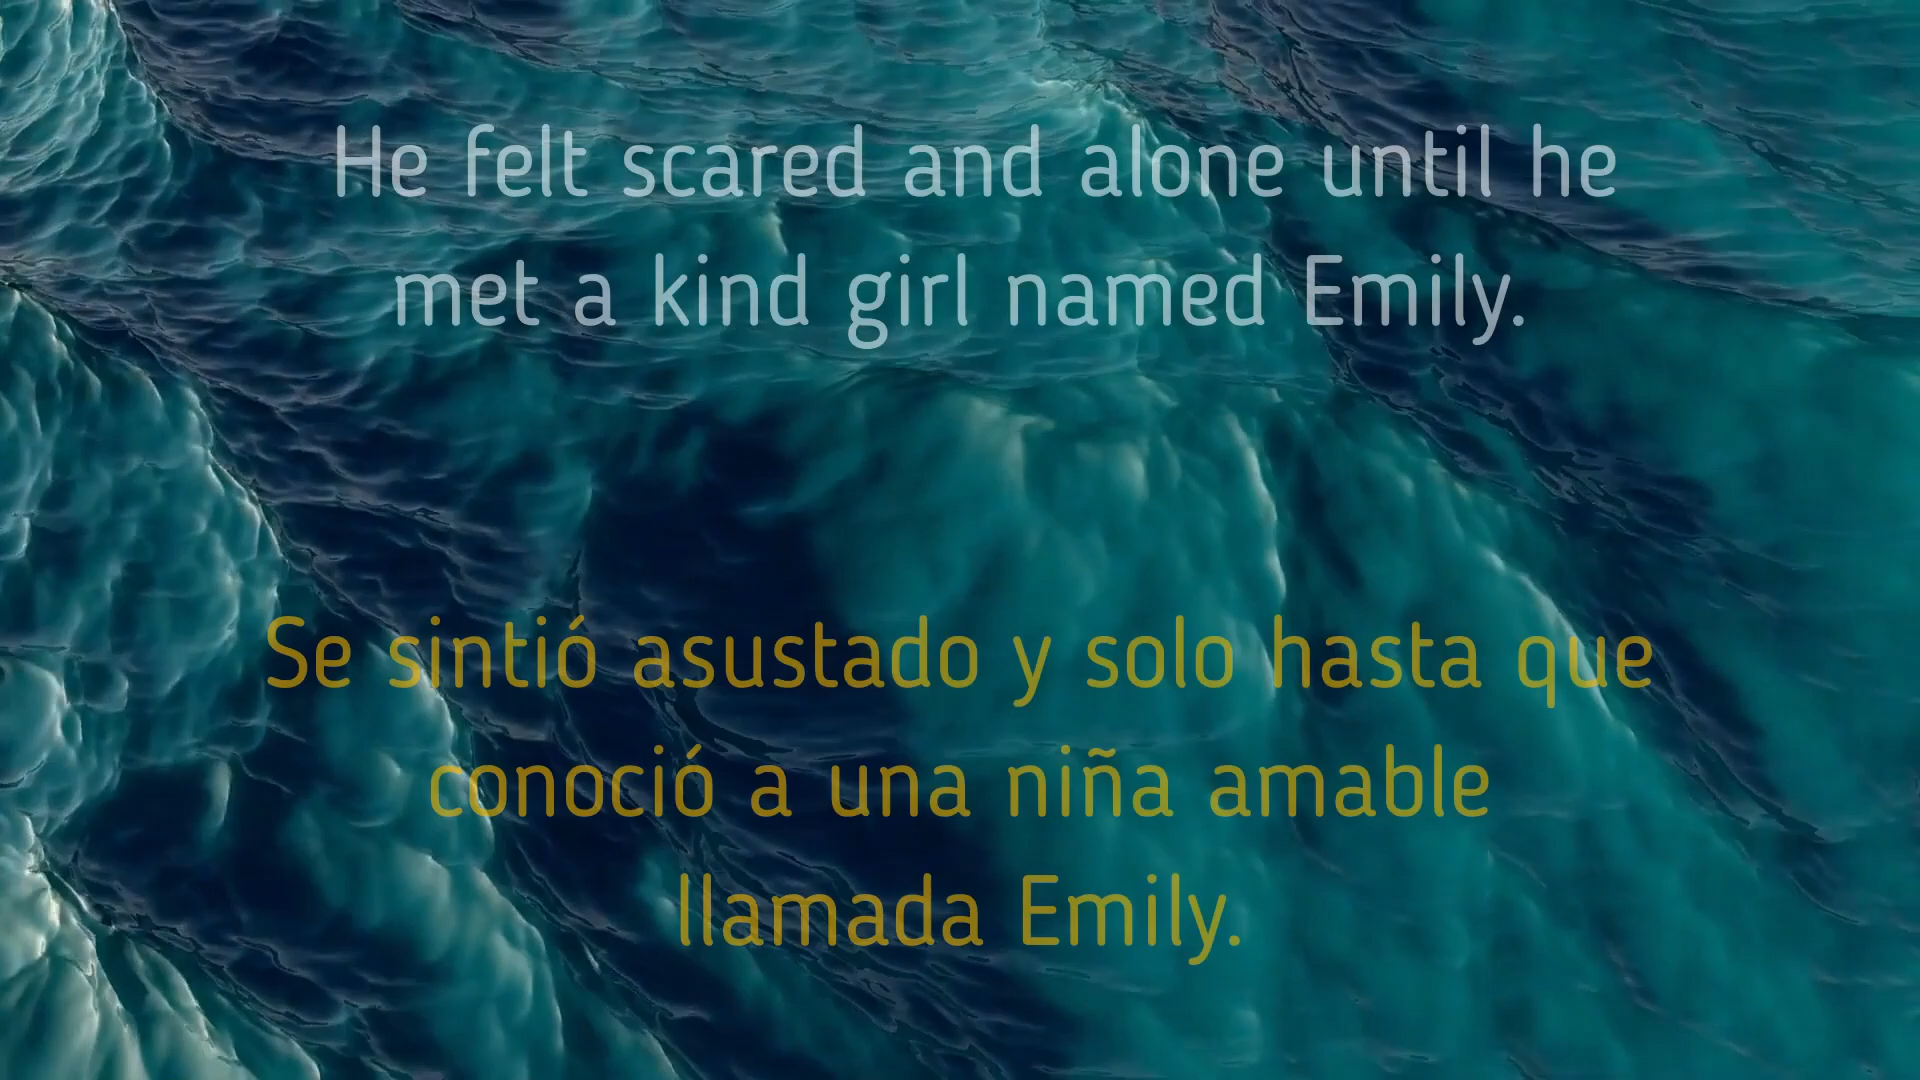 He felt scared and alone until he
met a kind girl named Emily.
Se sintió asustado y solo hasta que
conoció a una niña amable
llamada Emily.